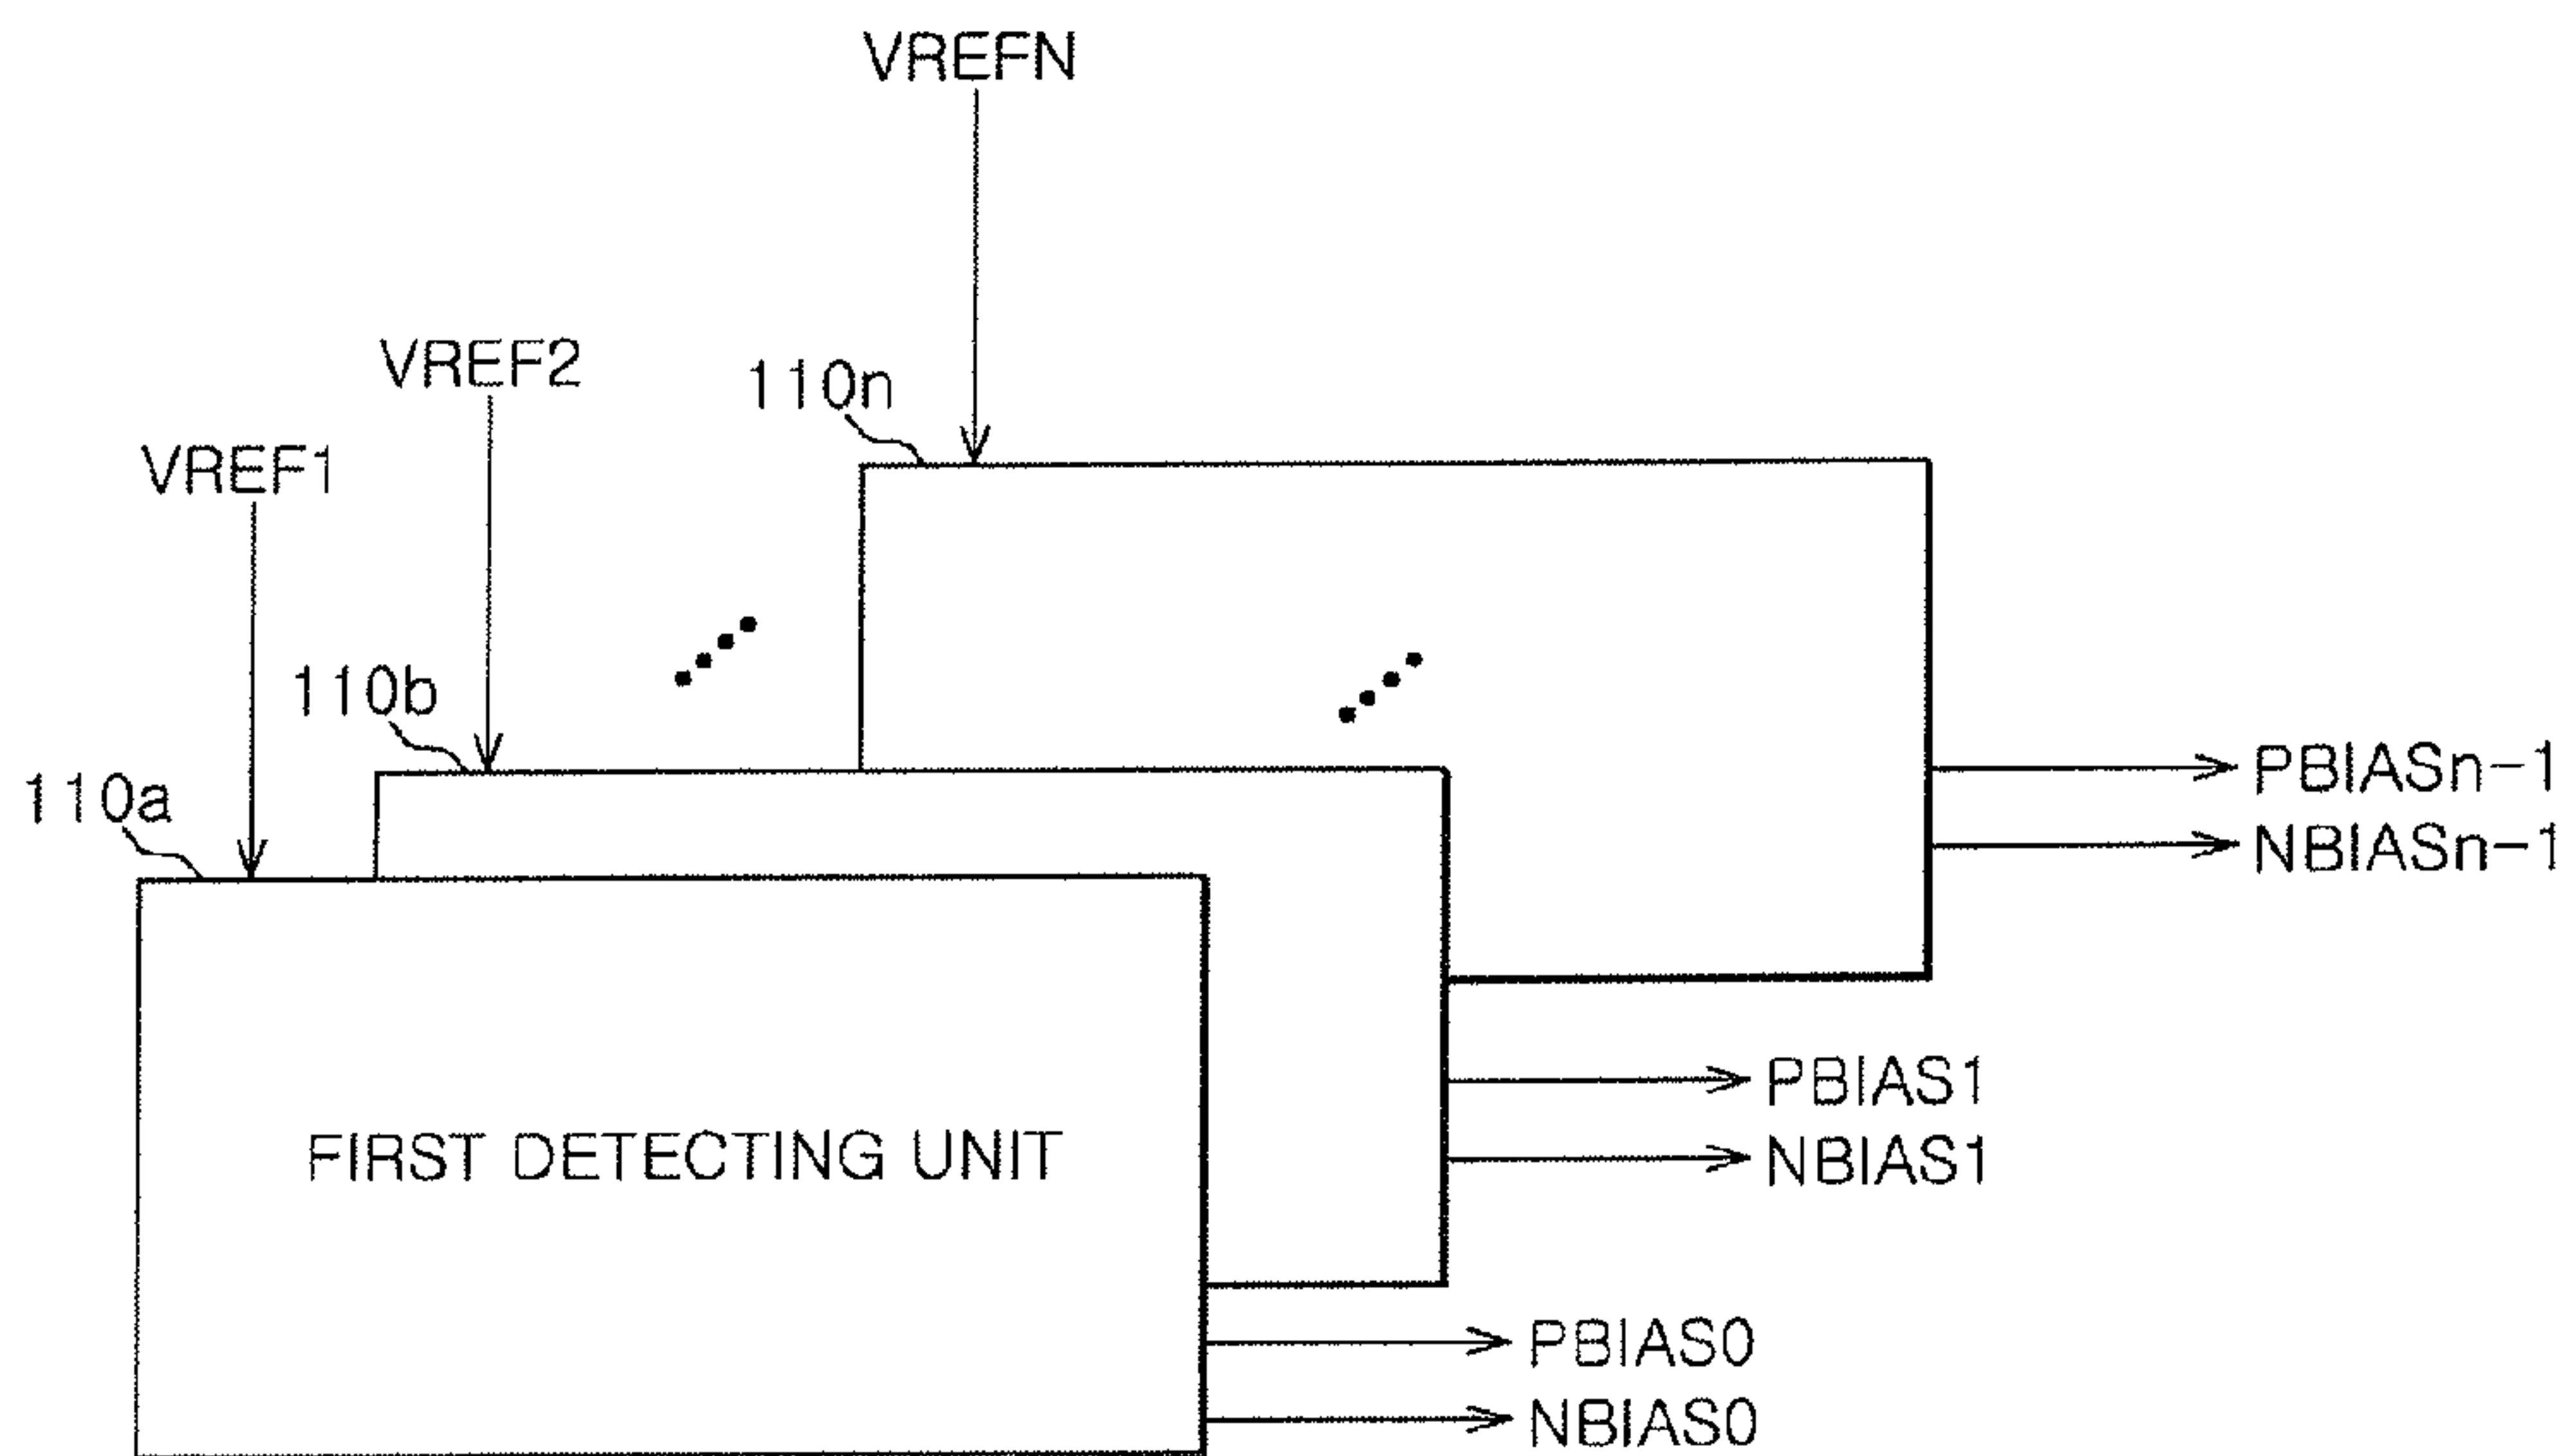 VREFN
VREF2
110n
VREF1
110b
110a
PBIASn-1
NBIASn-1
PBIAS1
NBIAS1
FIRST DETECTING UNIT
PBIAS0
NBIAS0